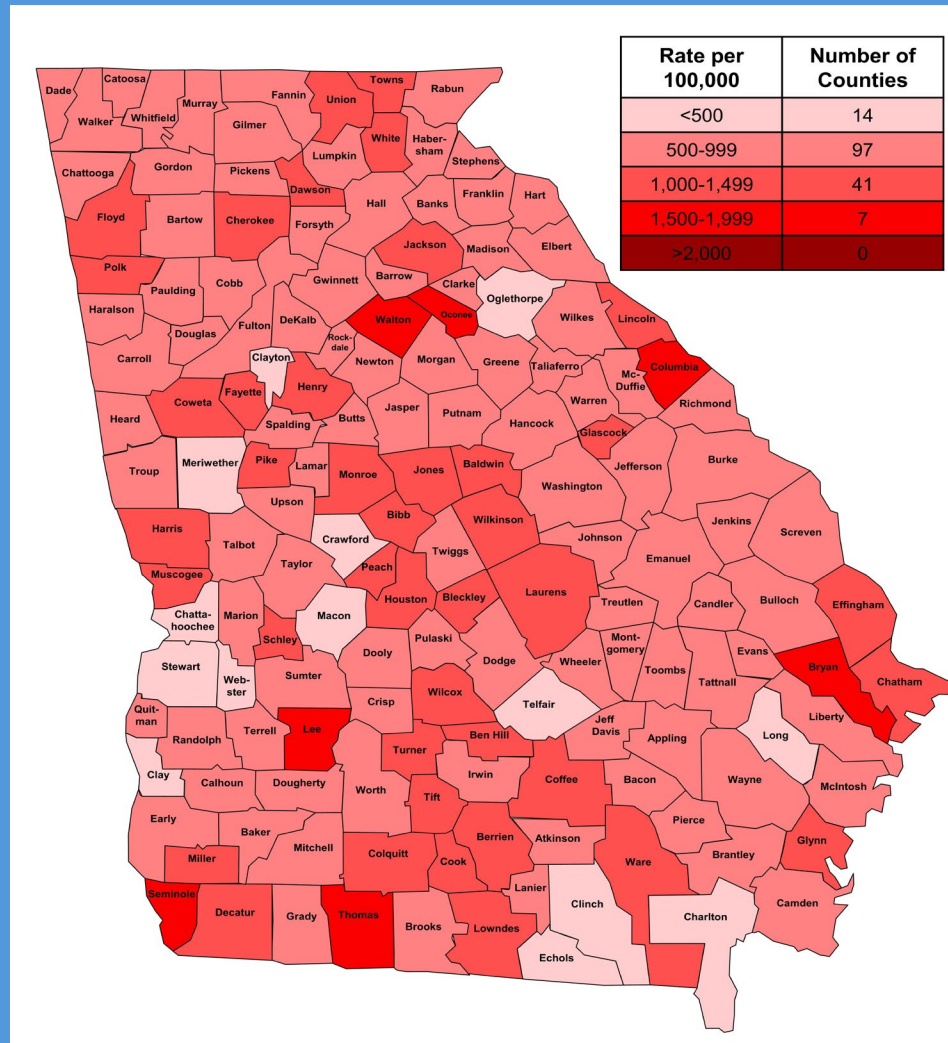 Rate per
100,000
Number of
Counties
<500 14
500-999 97
1,000-1,499 41
1,500-1,999 7
>2,000 0
Dade
Catoosa
Walker
Whitfield
Murray
Fannin
Gilmer
Union
Towns
Rabun
White
Haber-
sham
Stephens
Lumpkin
Chattooga
Gordon
Pickens
Dawson
Floyd
Bartow
Cherokee
Forsyth
Hall
Banks
Franklin
Hart
Jackson
Madison
Elbert
Polk
Paulding
Cobb
Gwinnett
Barrow
Clarke
Oglethorpe
Haralson
Douglas
Fulton
DeKalb
Rock-
dale
Walton
Oconee
Wilkes
Lincoln
Carroll
Clayton
Newton
Morgan
Greene
Taliaferro
Mc-
Duffie
Columbia
Heard
Coweta
Fayette
Henry
Spalding
Butts
Jasper
Putnam
Hancock
Warren
Glascock
Richmond
Troup
Meriwether
Pike
Lamar
Monroe
Jones
Baldwin
Washington
Jefferson
Burke
Upson
Harris
Talbot
Crawford
Bibb
Twiggs
Wilkinson
Johnson
Jenkins
Screven
Muscogee
Taylor
Peach
Houston
Bleckley
Laurens
Emanuel
Treutlen
Candler
Bulloch
Effingham
Chatta-
hoochee
Marion
Schley
Macon
Stewart
Web-
ster
Sumter
Dooly
Pulaski
Dodge
Wheeler
Mont-
gomery
Toombs
Tattnall
Evans
Bryan
Chatham
Quit-
man
Randolph
Terrell
Lee
Crisp
Wilcox
Telfair
Jeff
Davis
Appling
Long
Liberty
Clay
Calhoun
Dougherty
Worth
Turner
Ben Hill
Irwin
Coffee
Bacon
Wayne
McIntosh
Early
Baker
Mitchell
Tift
Berrien
Atkinson
Pierce
Brantley
Glynn
Miller
Colquitt
Cook
Ware
Seminole
Decatur
Grady
Thomas
Brooks
Lowndes
Lanier
Clinch
Echols
Charlton
Camden